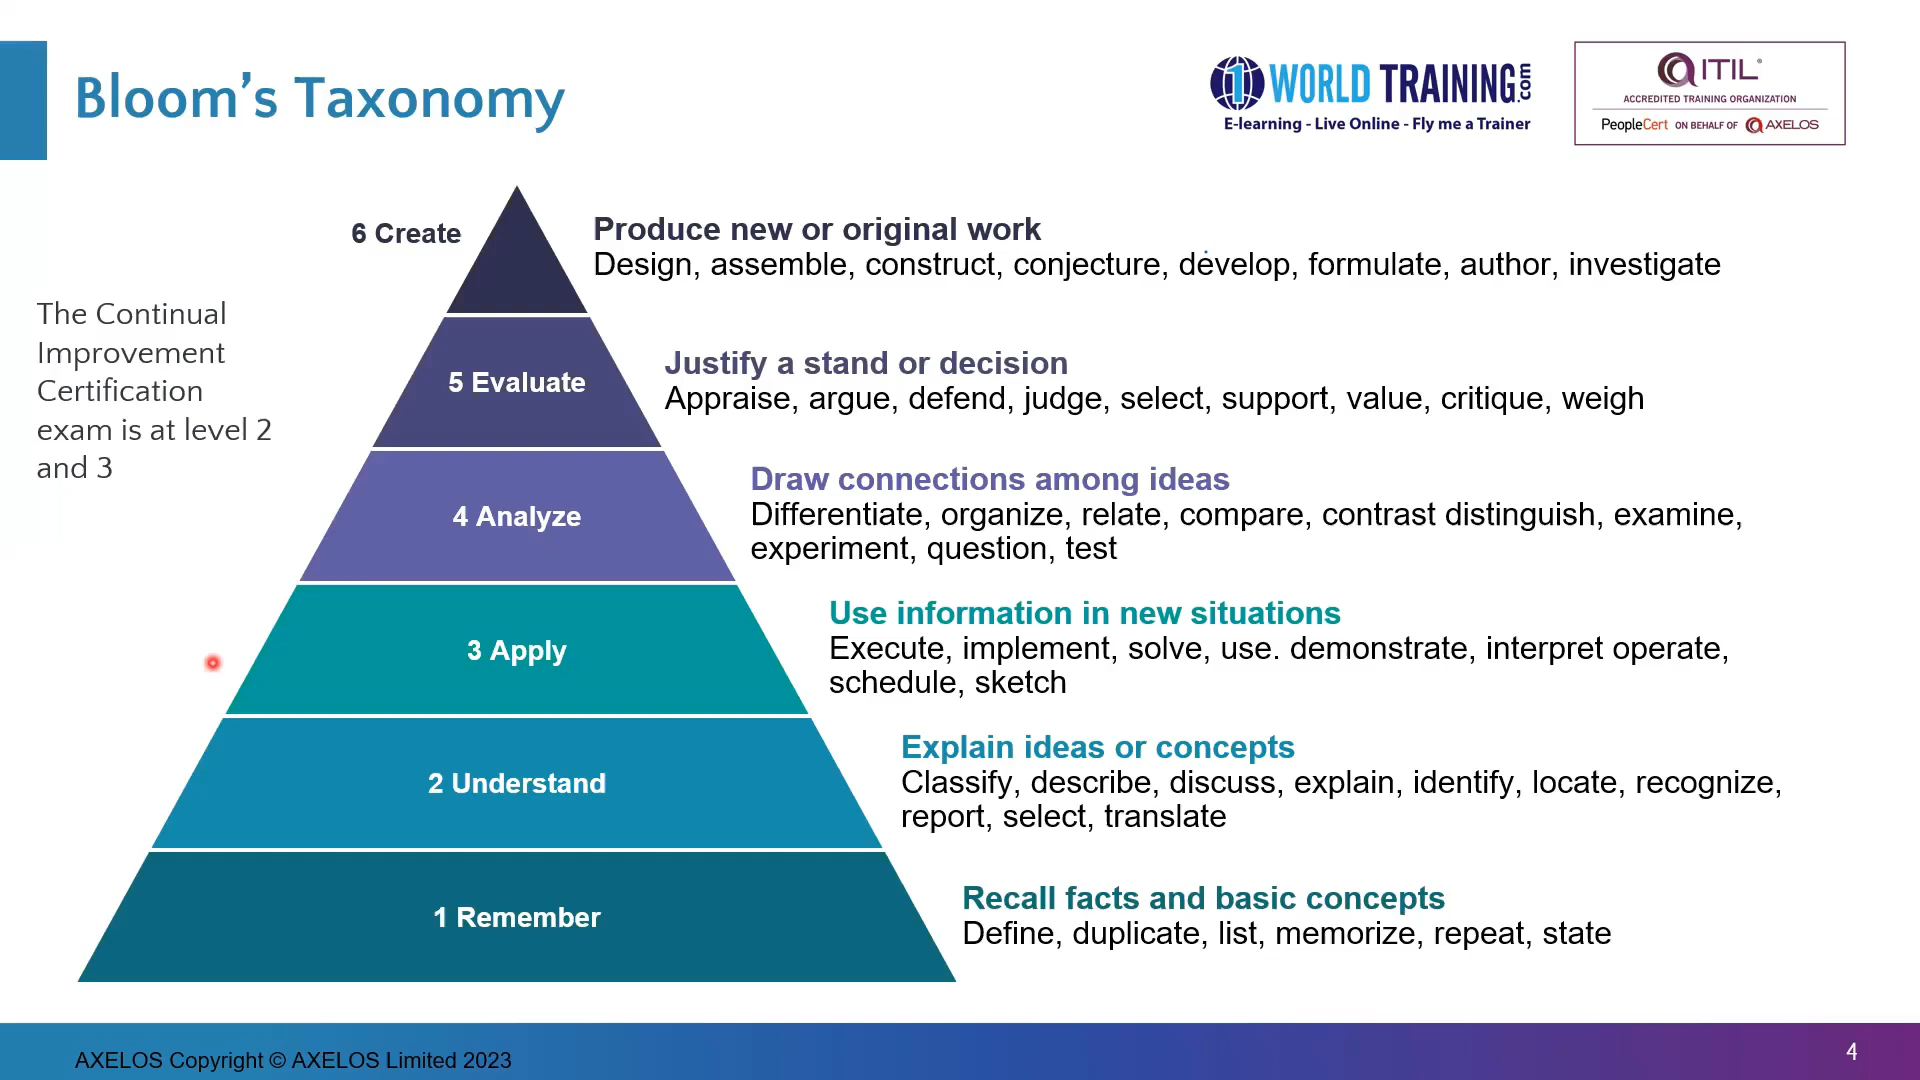 Bloom's Taxonomy
1 WORLD TRAINING.com
E-learning - Live Online - Fly me a Trainer
ITIL®
ACCREDITED TRAINING ORGANIZATION
PeopleCert ON BEHALF OF AXELOS
The Continual
Improvement
Certification
exam is at level 2
and 3
6 Create
Produce new or original work
Design, assemble, construct, conjecture, develop, formulate, author, investigate
5 Evaluate
Justify a stand or decision
Appraise, argue, defend, judge, select, support, value, critique, weigh
4 Analyze
Draw connections among ideas
Differentiate, organize, relate, compare, contrast distinguish, examine,
experiment, question, test
3 Apply
Use information in new situations
Execute, implement, solve, use. demonstrate, interpret operate,
schedule, sketch
2 Understand
Explain ideas or concepts
Classify, describe, discuss, explain, identify, locate, recognize,
report, select, translate
1 Remember
Recall facts and basic concepts
Define, duplicate, list, memorize, repeat, state
AXELOS Copyright © AXELOS Limited 2023
4